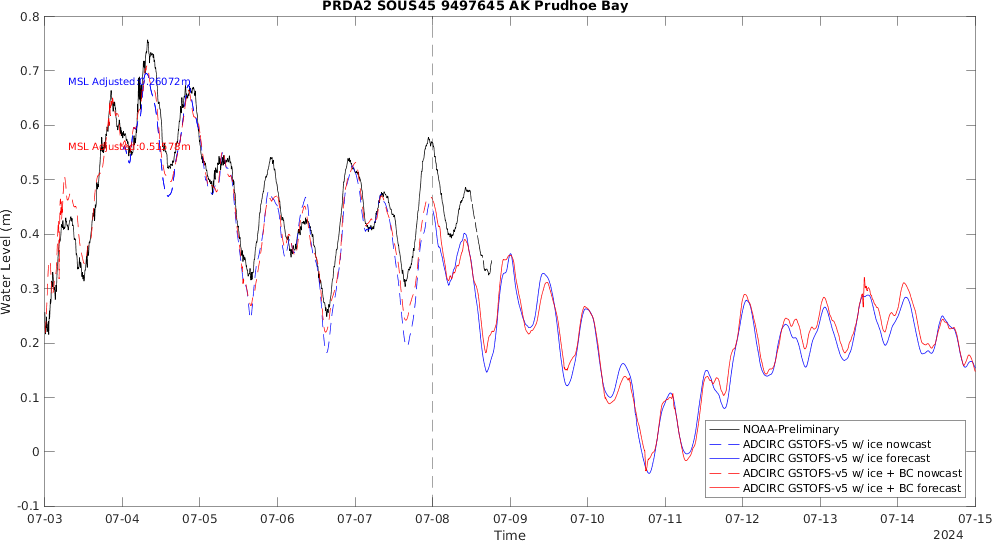 PRDA2 SOUS45 9497645 AK Prudhoe Bay
0.8
0.7
0.6
0.5
0.4
0.3
0.2
0.1
0
-0.1
Water Level (m)
MSL Adjusted:0.26072m
MSL Adjusted:
NOAA-Preliminary
ADCIRC GSTOFS-v5 w/ ice nowcast
ADCIRC GSTOFS-v5 w/ ice forecast
ADCIRC GSTOFS-v5 w/ ice + BC nowcast
ADCIRC GSTOFS-v5 w/ ice + BC forecast
07-03 07-04 07-05 07-06 07-07 07-08 07-09 07-10 07-11 07-12 07-13 07-14 07-15
Time
2024